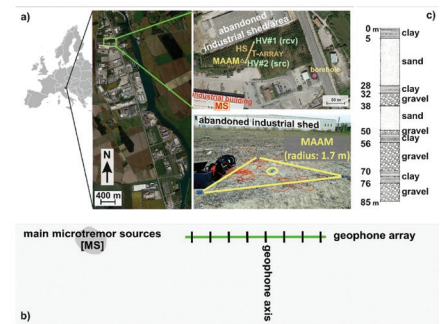 a)
abandoned
industrial shed/area
HV#1 (rcv)
HS
T-ARRAY
MAAM
HV#2 (src)
borehole
industrial building
MS
N
400 m
abandoned industrial shed
MAAM
(radius: 1.7 m)
c)
0 m
clay
5
sand
28
clay
32
gravel
38
sand
50
gravel
clay
56
gravel
70
clay
76
gravel
85 m
main microtremor sources
[MS]
geophone array
geophone axis
b)